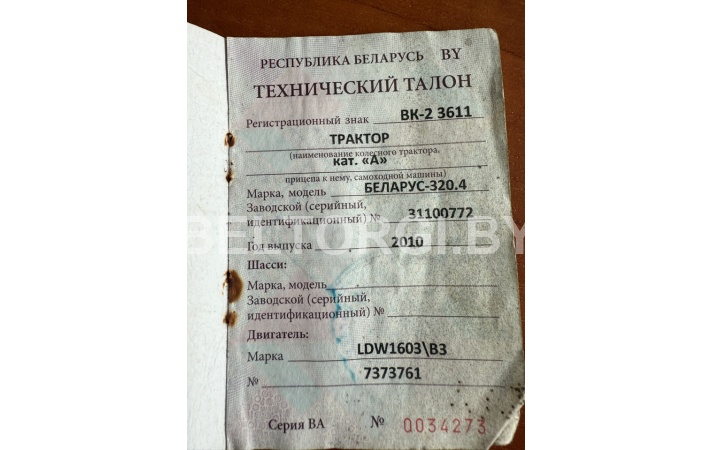 РЕСПУБЛИКА БЕЛАРУСЬ BY
ТЕХНИЧЕСКИЙ ТАЛОН
Регистрационный знак ВК-2 3611
ТРАКТОР
(наименование колесного трактора,
кат. «А»
прицепа к нему, самоходной машины)
Марка, модель БЕЛАРУС-320.4
Заводской (серийный,
идентификационный) № 31100772
BELTORGI.BY
Год выпуска 2010
Шасси:
Марка, модель
Заводской (серийный,
идентификационный) №
Двигатель:
Марка LDW1603\B3
№ 7373761
Серия ВА № 0034273